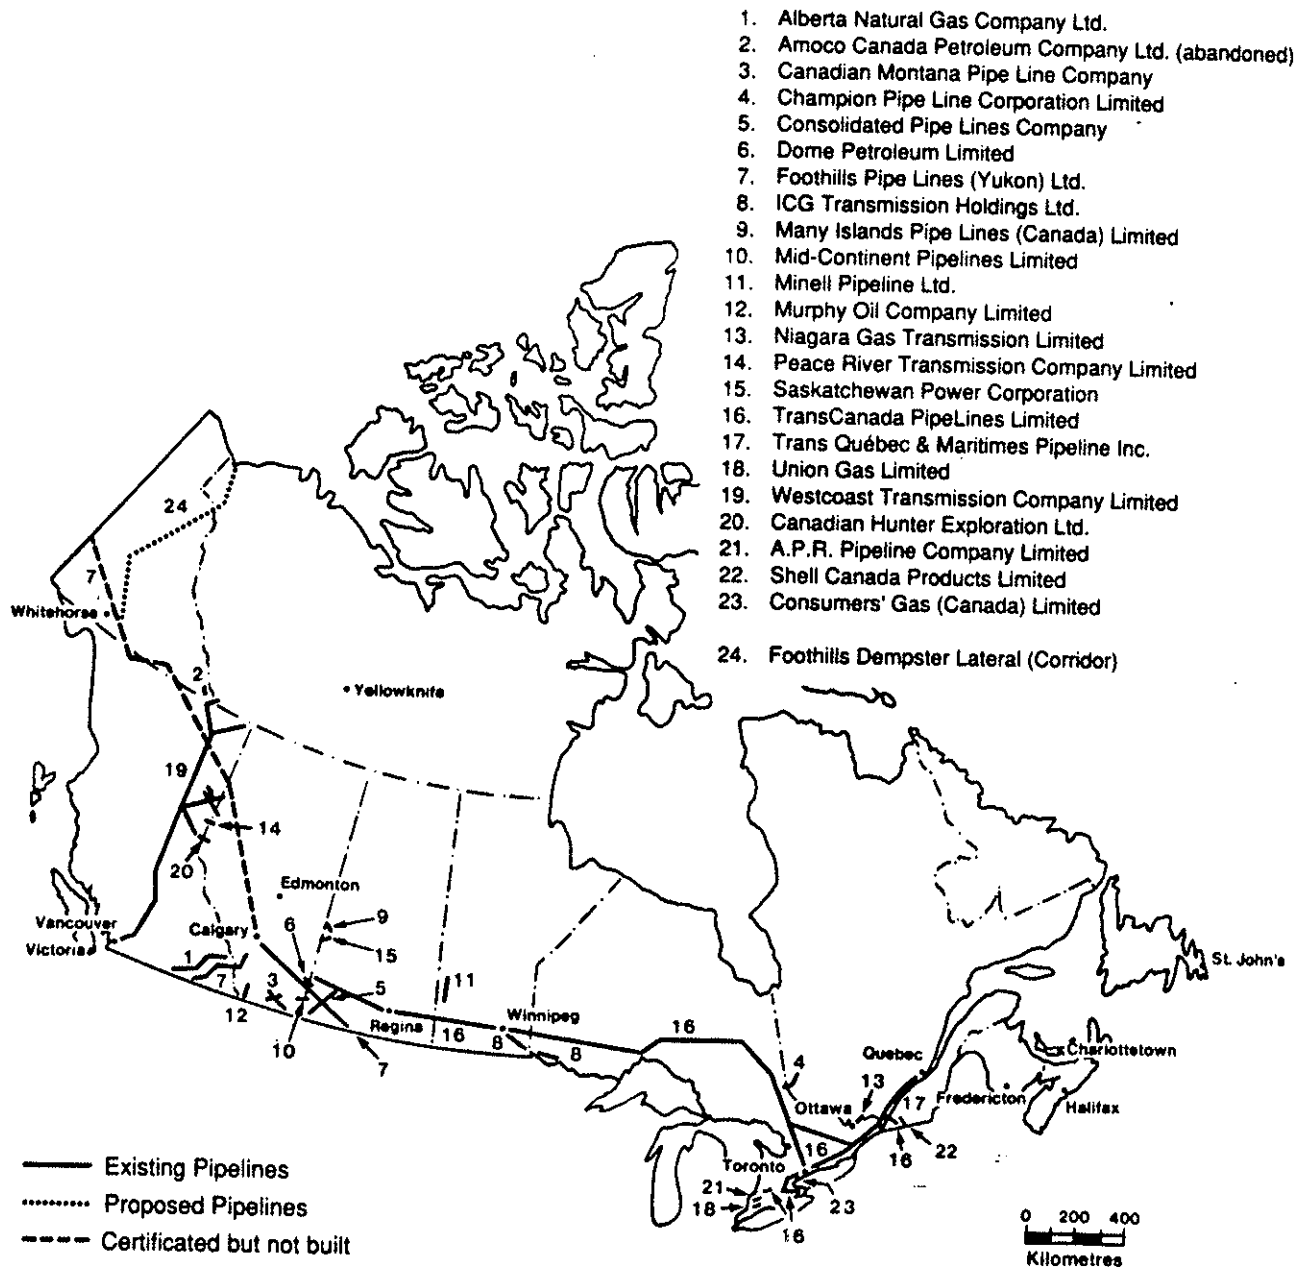 1. Alberta Natural Gas Company Ltd.
2. Amoco Canada Petroleum Company Ltd. (abandoned)
3. Canadian Montana Pipe Line Company
4. Champion Pipe Line Corporation Limited
5. Consolidated Pipe Lines Company
6. Dome Petroleum Limited
7. Foothills Pipe Lines (Yukon) Ltd.
8. ICG Transmission Holdings Ltd.
9. Many Islands Pipe Lines (Canada) Limited
10. Mid-Continent Pipelines Limited
11. Minell Pipeline Ltd.
12. Murphy Oil Company Limited
13. Niagara Gas Transmission Limited
14. Peace River Transmission Company Limited
15. Saskatchewan Power Corporation
16. TransCanada PipeLines Limited
17. Trans Québec & Maritimes Pipeline Inc.
18. Union Gas Limited
19. Westcoast Transmission Company Limited
20. Canadian Hunter Exploration Ltd.
21. A.P.R. Pipeline Company Limited
22. Shell Canada Products Limited
23. Consumers' Gas (Canada) Limited
24. Foothills Dempster Lateral (Corridor)
24
7
Whitehorse
2
Yellowknife
19
14
20
Edmonton
Vancouver
Calgary
6
9
Victoria
15
1
7
3
5
11
St. John's
12
Regina
16
Winnipeg
16
10
7
8
8
4
Quebec
Charlottetown
13
Ottawa
17
Fredericton
Halifax
16
22
16
Toronto
21
18
23
16
Existing Pipelines
Proposed Pipelines
Certificated but not built
0 200 400
Kilometres